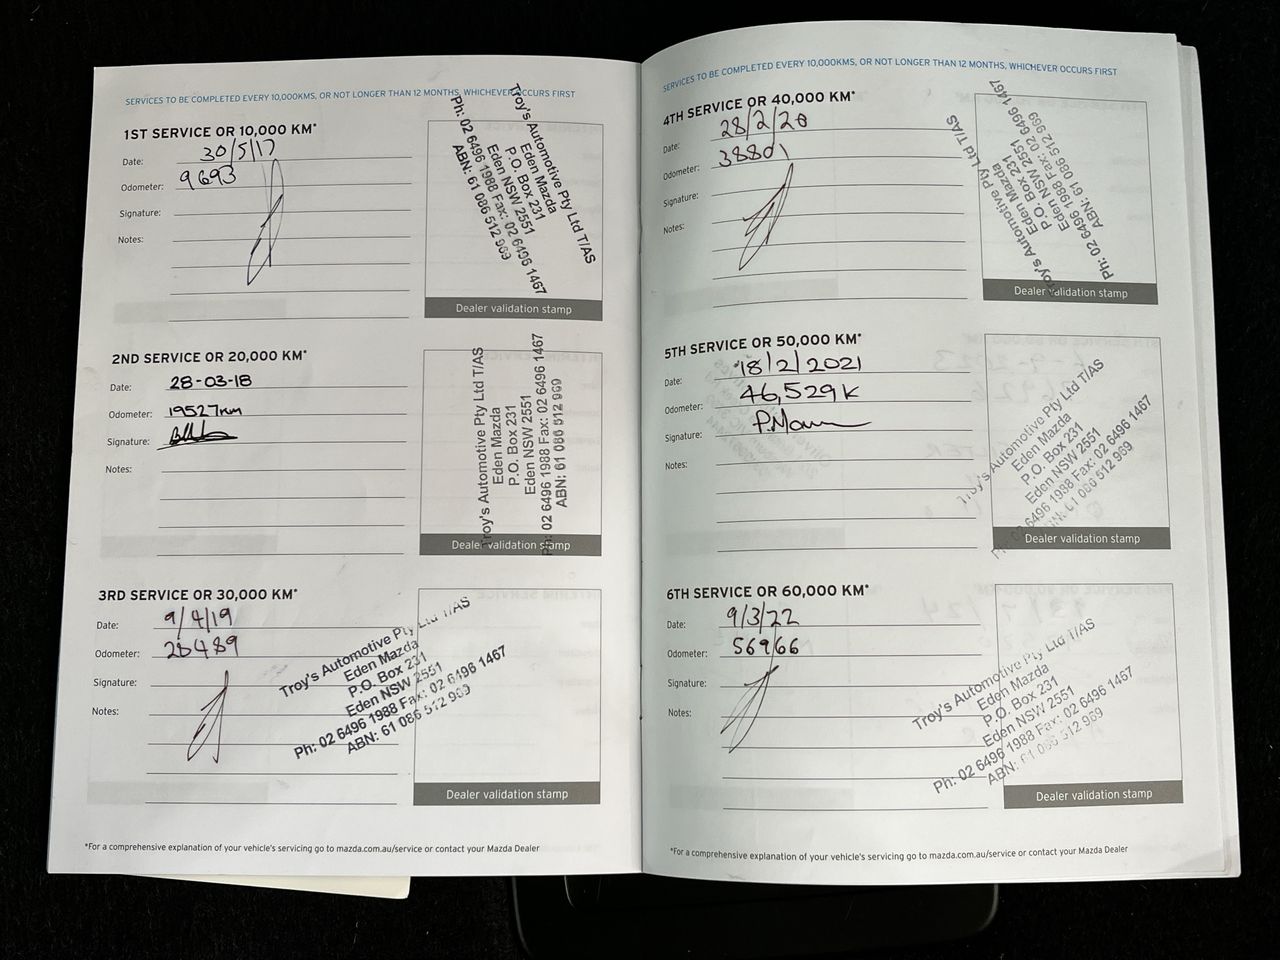 SERVICES TO BE COMPLETED EVERY 10,000KMS, OR NOT LONGER THAN 12 MONTHS, WHICHEVER OCCURS FIRST
1ST SERVICE OR 10,000 KM*
Date: 30/5/17
Odometer: 9693
Signature:
Notes:
Troy's Automotive Pty Ltd T/AS
Eden Mazda
P.O. Box 231
Eden NSW 2551
Ph: 02 6496 1988 Fax: 02 6496 1467
ABN: 61 086 512 969
Dealer validation stamp
2ND SERVICE OR 20,000 KM*
Date: 28-03-18
Odometer: 19527km
Signature:
Notes:
Troy's Automotive Pty Ltd T/AS
Eden Mazda
P.O. Box 231
Eden NSW 2551
Ph: 02 6496 1988 Fax: 02 6496 1467
ABN: 61 086 512 969
Dealer validation stamp
3RD SERVICE OR 30,000 KM*
Date: 9/4/19
Odometer: 28489
Signature:
Notes:
Troy's Automotive Pty Ltd T/AS
Eden Mazda
P.O. Box 231
Eden NSW 2551
Ph: 02 6496 1988 Fax: 02 6496 1467
ABN: 61 086 512 969
Dealer validation stamp
*For a comprehensive explanation of your vehicle's servicing go to mazda.com.au/service or contact your Mazda Dealer
SERVICES TO BE COMPLETED EVERY 10,000KMS, OR NOT LONGER THAN 12 MONTHS, WHICHEVER OCCURS FIRST
4TH SERVICE OR 40,000 KM*
Date: 28/2/20
Odometer: 38801
Signature:
Notes:
Troy's Automotive Pty Ltd T/AS
Eden Mazda
P.O. Box 231
Eden NSW 2551
Ph: 02 6496 1988 Fax: 02 6496 1467
ABN: 61 086 512 969
Dealer validation stamp
5TH SERVICE OR 50,000 KM*
Date: 18/2/2021
Odometer: 46,529K
Signature:
Notes:
Troy's Automotive Pty Ltd T/AS
Eden Mazda
P.O. Box 231
Eden NSW 2551
Ph: 02 6496 1988 Fax: 02 6496 1467
ABN: 61 086 512 969
Dealer validation stamp
6TH SERVICE OR 60,000 KM*
Date: 9/3/22
Odometer: 56966
Signature:
Notes:
Troy's Automotive Pty Ltd T/AS
Eden Mazda
P.O. Box 231
Eden NSW 2551
Ph: 02 6496 1988 Fax: 02 6496 1467
ABN: 61 086 512 969
Dealer validation stamp
*For a comprehensive explanation of your vehicle's servicing go to mazda.com.au/service or contact your Mazda Dealer